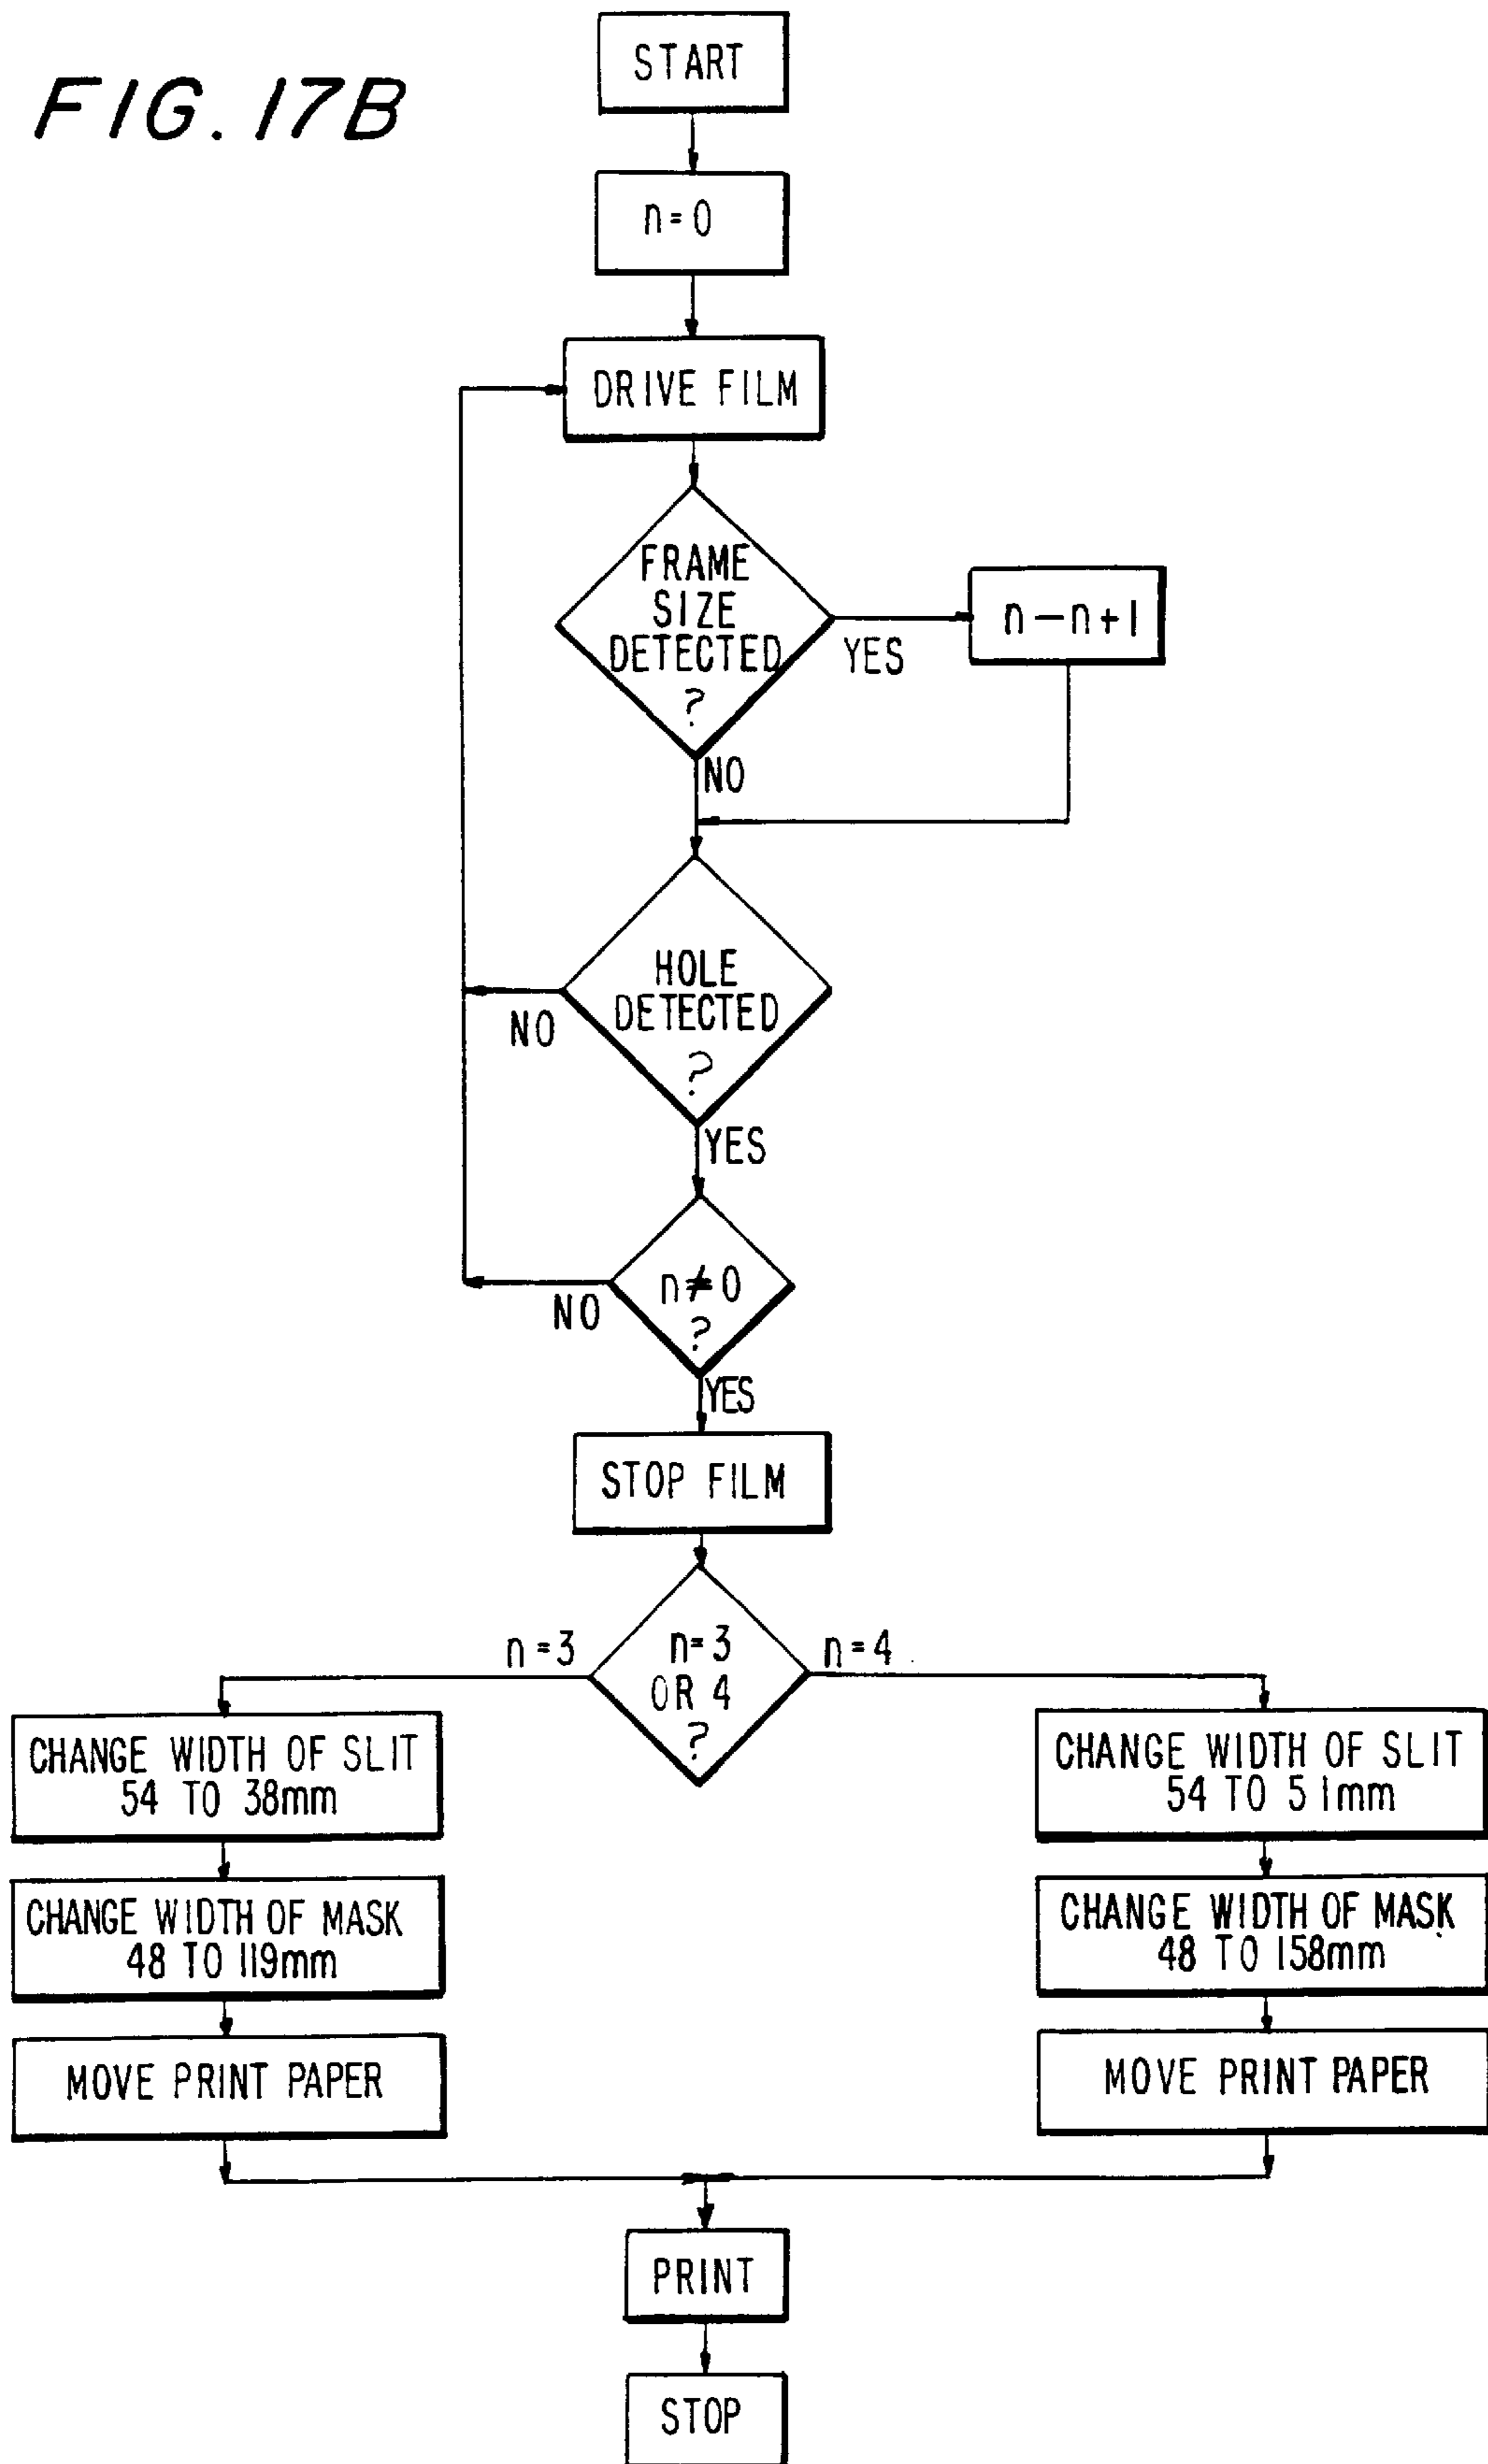 FIG. 17B
START
n=0
DRIVE FILM
FRAME
SIZE
DETECTED
?
YES
n-n+1
NO
HOLE
DETECTED
?
NO
YES
n≠0
?
NO
YES
STOP FILM
n=3
n=3
OR 4
?
n=4
CHANGE WIDTH OF SLIT
54 TO 38mm
CHANGE WIDTH OF SLIT
54 TO 51mm
CHANGE WIDTH OF MASK
48 TO 119mm
CHANGE WIDTH OF MASK
48 TO 158mm
MOVE PRINT PAPER
MOVE PRINT PAPER
PRINT
STOP